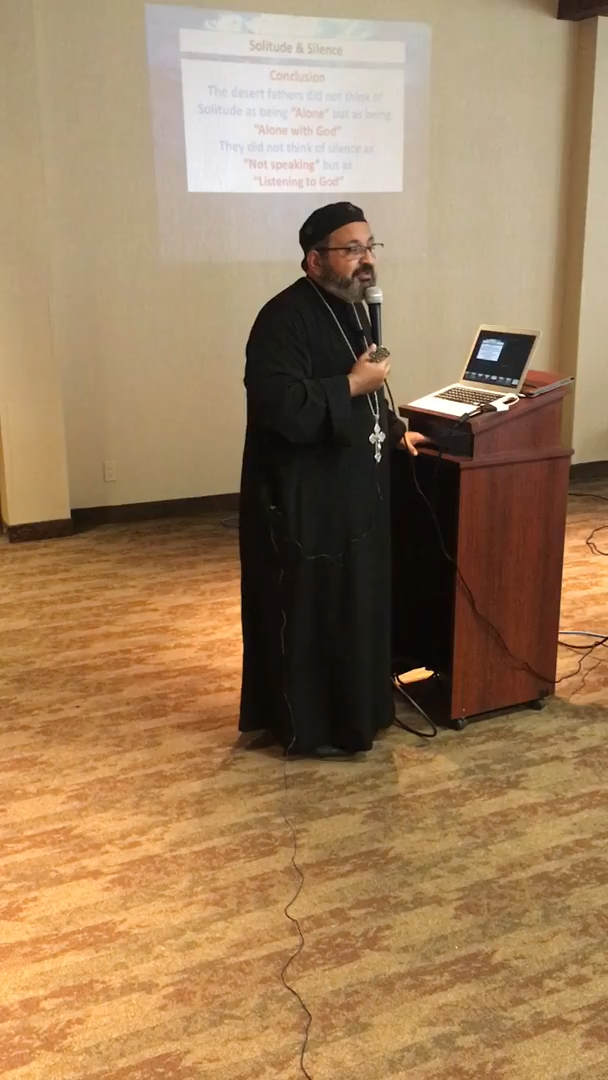 Solitude & Silence
Conclusion
The desert fathers did not think of
Solitude as being "Alone" but as being
"Alone with God"
They did not think of silence as
"Not speaking" but as
"Listening to God"